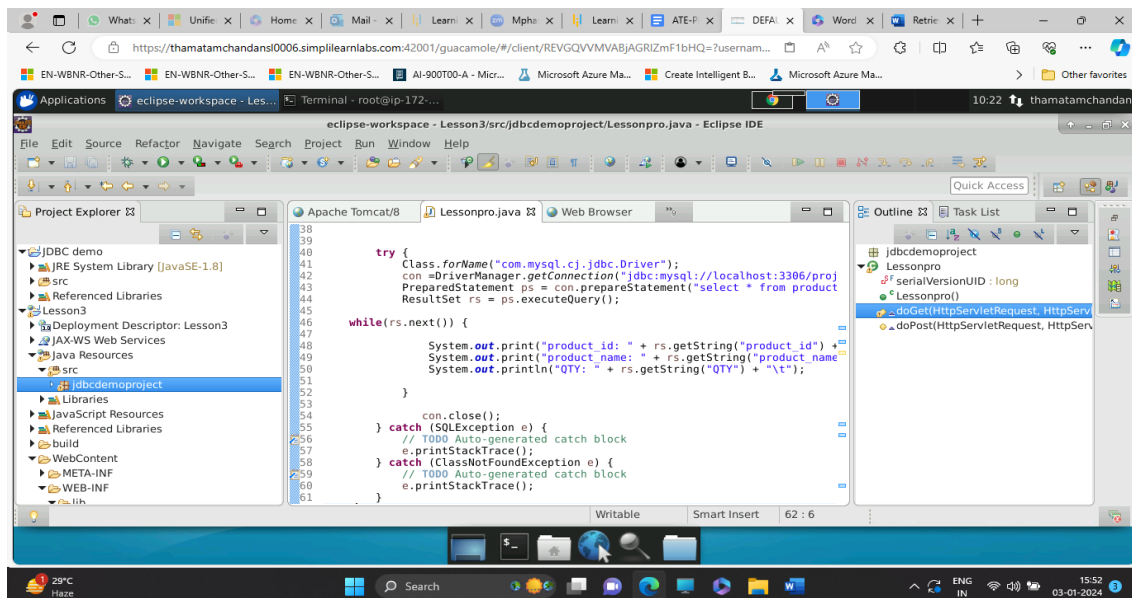 Whats
Unifie
Home
Mail -
Learni
Mpha
Learni
ATE-P
DEFAU
Word
Retrie
https://thamatamchandansl0006.simplilearnlabs.com:42001/guacamole/#/client/REVGQVVMVABjAGRIZmF1bHQ=?usernam...
EN-WBNR-Other-S...
EN-WBNR-Other-S...
EN-WBNR-Other-S...
AI-900T00-A - Micr...
Microsoft Azure Ma...
Create Intelligent B...
Microsoft Azure Ma...
Other favorites
Applications
eclipse-workspace - Les...
Terminal - root@ip-172-...
10:22
thamatamchandan
eclipse-workspace - Lesson3/src/jdbcdemoproject/Lessonpro.java - Eclipse IDE
File Edit Source Refactor Navigate Search Project Run Window Help
Quick Access
Project Explorer
JDBC demo
JRE System Library [JavaSE-1.8]
src
Referenced Libraries
Lesson3
Deployment Descriptor: Lesson3
JAX-WS Web Services
Java Resources
src
jdbcdemoproject
Libraries
JavaScript Resources
Referenced Libraries
build
WebContent
META-INF
WEB-INF
lib
Apache Tomcat/8
Lessonpro.java
Web Browser
38
39
40 try {
41 Class.forName("com.mysql.cj.jdbc.Driver");
42 con =DriverManager.getConnection("jdbc:mysql://localhost:3306/proj
43 PreparedStatement ps = con.prepareStatement("select * from product
44 ResultSet rs = ps.executeQuery();
45
46 while(rs.next()) {
47
48 System.out.print("product_id: " + rs.getString("product_id") +
49 System.out.print("product_name: " + rs.getString("product_name
50 System.out.println("QTY: " + rs.getString("QTY") + "\t");
51
52 }
53
54 con.close();
55 } catch (SQLException e) {
56 // TODO Auto-generated catch block
57 e.printStackTrace();
58 } catch (ClassNotFoundException e) {
59 // TODO Auto-generated catch block
60 e.printStackTrace();
61 }
Outline
Task List
jdbcdemoproject
Lessonpro
serialVersionUID : long
Lessonpro()
doGet(HttpServletRequest, HttpServl
doPost(HttpServletRequest, HttpServ
Writable
Smart Insert
62 : 6
29°C
Haze
Search
ENG
IN
15:52
03-01-2024